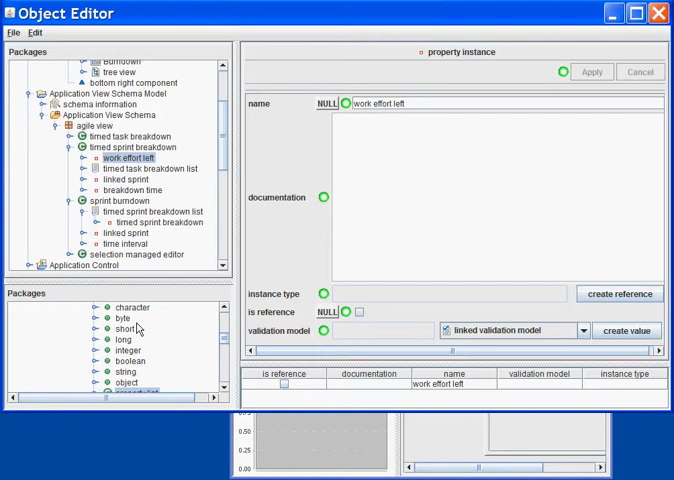 Object Editor
File Edit
Packages
Burndown
tree view
bottom right component
Application View Schema Model
schema information
Application View Schema
agile view
timed task breakdown
timed sprint breakdown
work effort left
timed task breakdown list
linked sprint
breakdown time
sprint burndown
timed sprint breakdown list
timed sprint breakdown
linked sprint
time interval
selection managed editor
Application Control
Packages
character
byte
short
long
integer
boolean
string
object
property list
property instance
Apply Cancel
name NULL work effort left
documentation
instance type create reference
is reference NULL
validation model linked validation model create value
is reference documentation name validation model instance type
work effort left
0.5
0.25
0.00